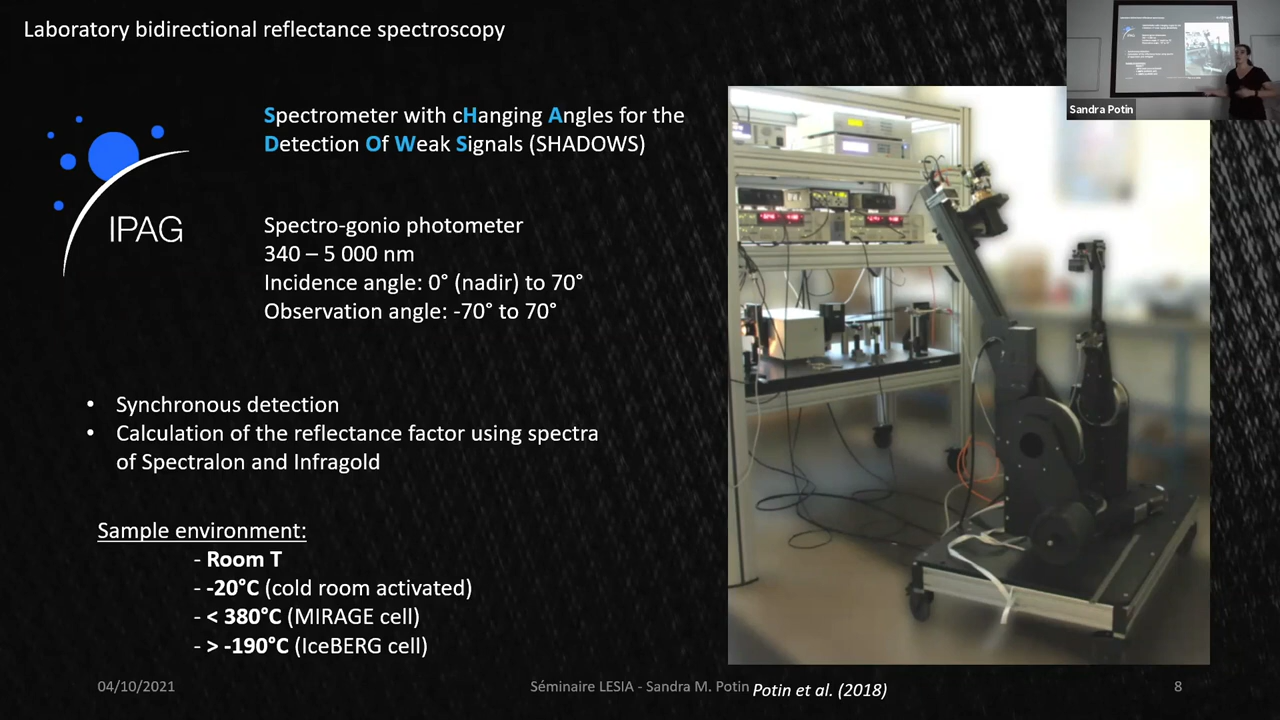 Laboratory bidirectional reflectance spectroscopy
Sandra Potin
Spectrometer with cHanging Angles for the
Detection Of Weak Signals (SHADOWS)
IPAG
Spectro-gonio photometer
340 – 5 000 nm
Incidence angle: 0° (nadir) to 70°
Observation angle: -70° to 70°
• Synchronous detection
• Calculation of the reflectance factor using spectra
of Spectralon and Infragold
Sample environment:
- Room T
- -20°C (cold room activated)
- < 380°C (MIRAGE cell)
- > -190°C (IceBERG cell)
04/10/2021
Séminaire LESIA - Sandra M. Potin
Potin et al. (2018)
8